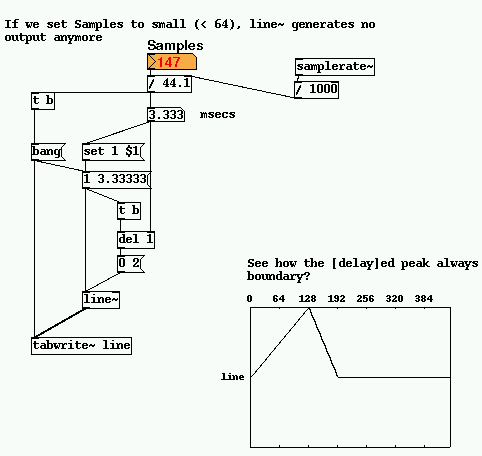 If we set Samples to small (< 64), line~ generates no
output anymore
Samples
147
samplerate~
/ 44.1
/ 1000
t b
3.333
msecs
bang
set 1 $1
1 3.33333
t b
del 1
0 2
See how the [delay]ed peak always
boundary?
line~
0 64 128 192 256 320 384
tabwrite~ line
line